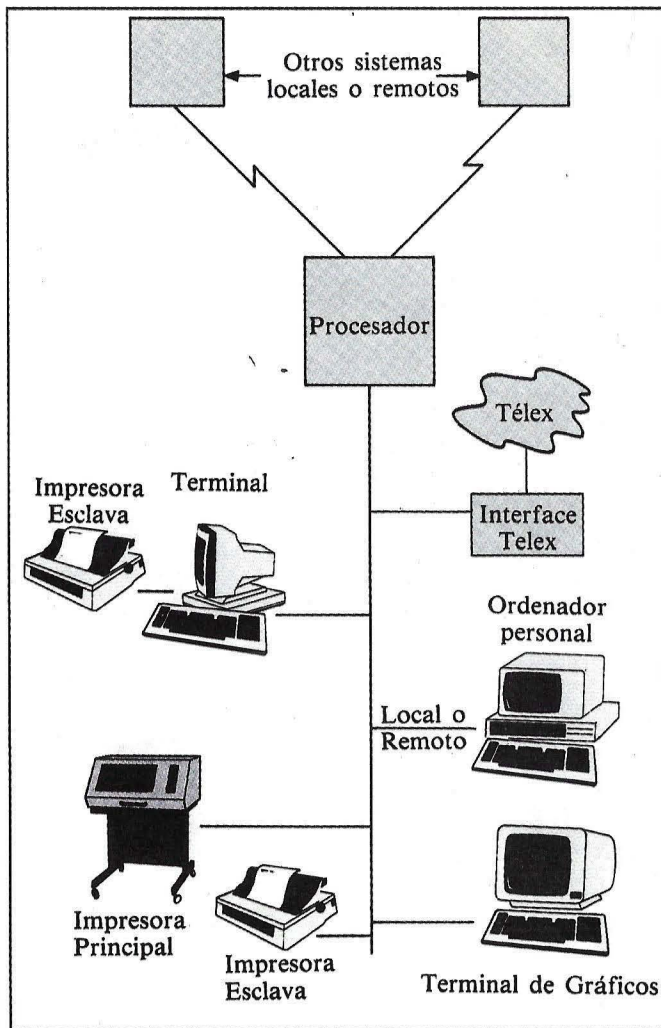 Otros sistemas
locales o remotos
Procesador
Télex
Interface
Telex
Impresora
Esclava
Terminal
Ordenador
personal
Local o
Remoto
Impresora
Principal
Impresora
Esclava
Terminal de Gráficos